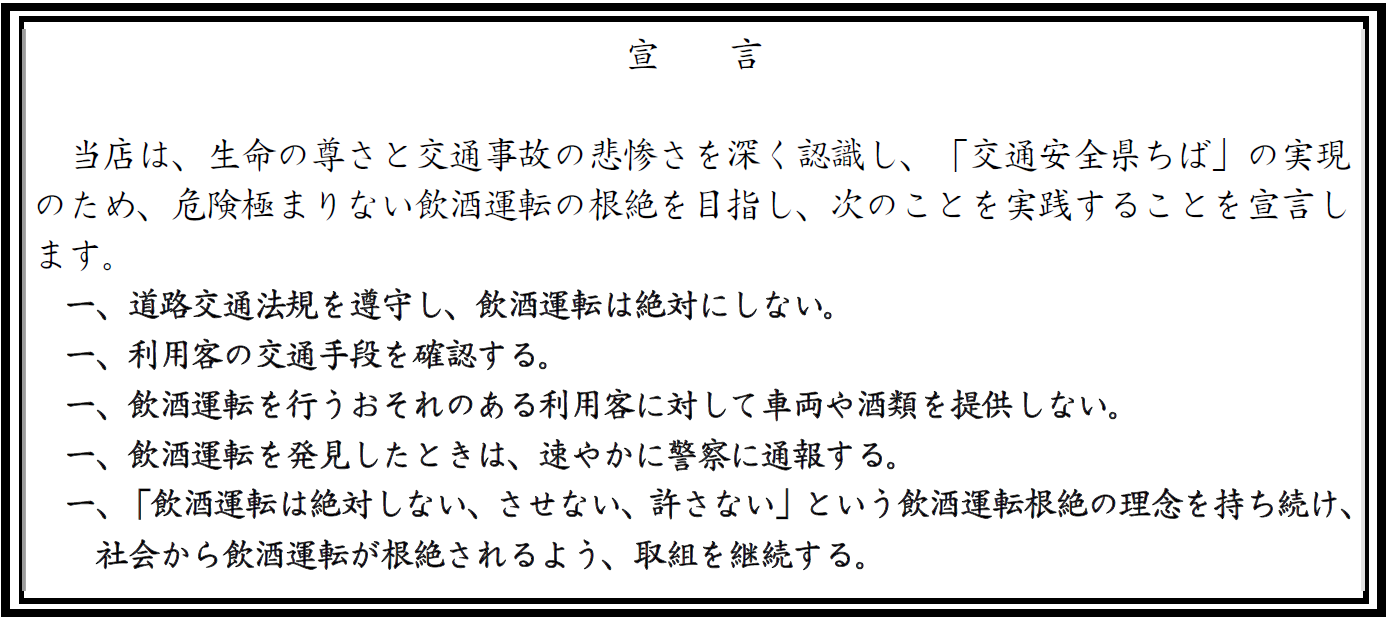 宣　言
当店は、生命の尊さと交通事故の悲惨さを深く認識し、「交通安全県ちば」の実現
のため、危険極まりない飲酒運転の根絶を目指し、次のことを実践することを宣言し
ます。
一、道路交通法規を遵守し、飲酒運転は絶対にしない。
一、利用客の交通手段を確認する。
一、飲酒運転を行うおそれのある利用客に対して車両や酒類を提供しない。
一、飲酒運転を発見したときは、速やかに警察に通報する。
一、「飲酒運転は絶対しない、させない、許さない」という飲酒運転根絶の理念を持ち続け、
社会から飲酒運転が根絶されるよう、取組を継続する。